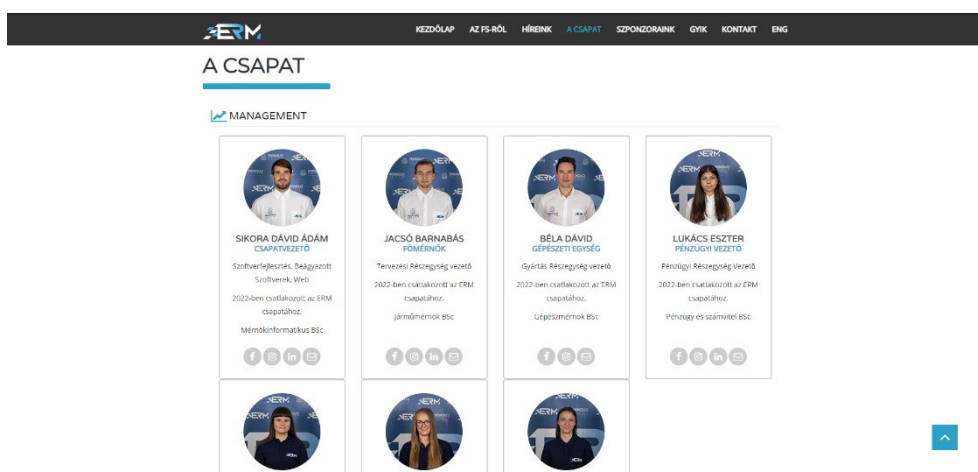 ERM
KEZDŐLAP AZ FS-RŐL HÍREINK A CSAPAT SZPONZORAINK GYIK KONTAKT ENG
A CSAPAT
MANAGEMENT
SIKORA DÁVID ÁDÁM
CSAPATVEZETŐ
Szoftverfejlesztés, Beágyazott
Szoftverek, Web
2022-ben csatlakozott az ERM
csapatához.
Mérnökinformatikus BSc
JACSÓ BARNABÁS
FŐMÉRNÖK
Tervezési Részegység vezető
2022-ben csatlakozott az ERM
csapatához.
Járműmérnök BSc
BÉLA DÁVID
GÉPÉSZETI EGYSÉG
Gyártás Részegység vezető
2022-ben csatlakozott az ERM
csapatához.
Gépészmérnök BSc
LUKÁCS ESZTER
PÉNZÜGYI VEZETŐ
Pénzügyi Részegység Vezető
2022-ben csatlakozott az ERM
csapatához.
Pénzügy és számvitel BSc